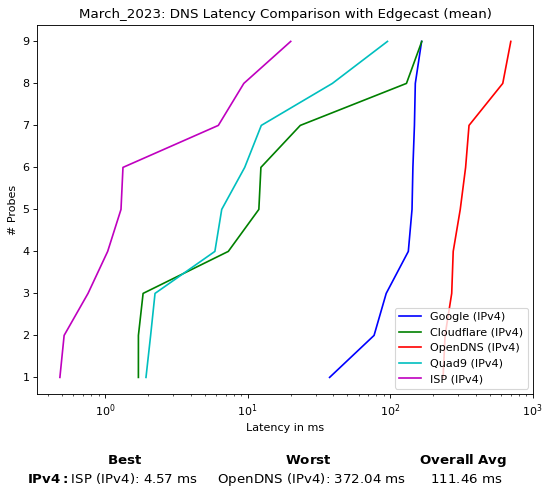 March_2023: DNS Latency Comparison with Edgecast (mean)
# Probes
9
8
7
6
5
4
3
2
1
Google (IPv4)
Cloudflare (IPv4)
OpenDNS (IPv4)
Quad9 (IPv4)
ISP (IPv4)
10⁰ 10¹ 10² 10³
Latency in ms
Best Worst Overall Avg
IPv4: ISP (IPv4): 4.57 ms OpenDNS (IPv4): 372.04 ms 111.46 ms